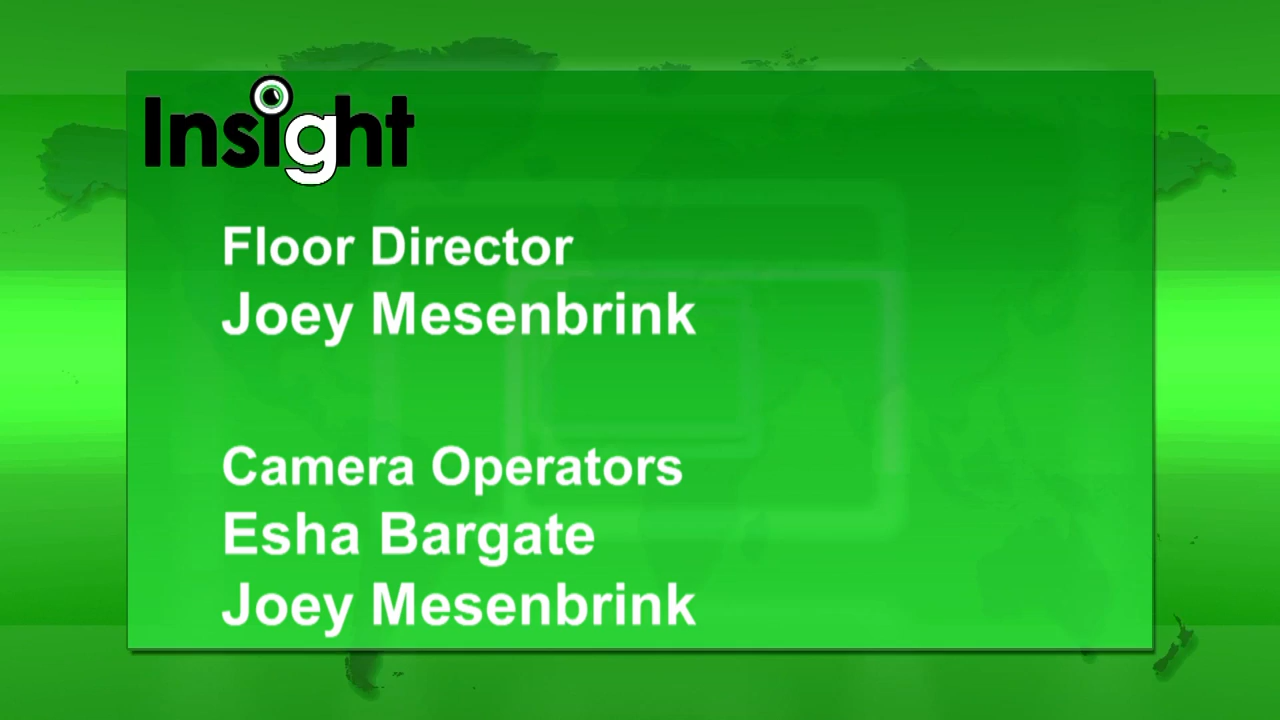 Insight
Floor Director
Joey Mesenbrink
Camera Operators
Esha Bargate
Joey Mesenbrink